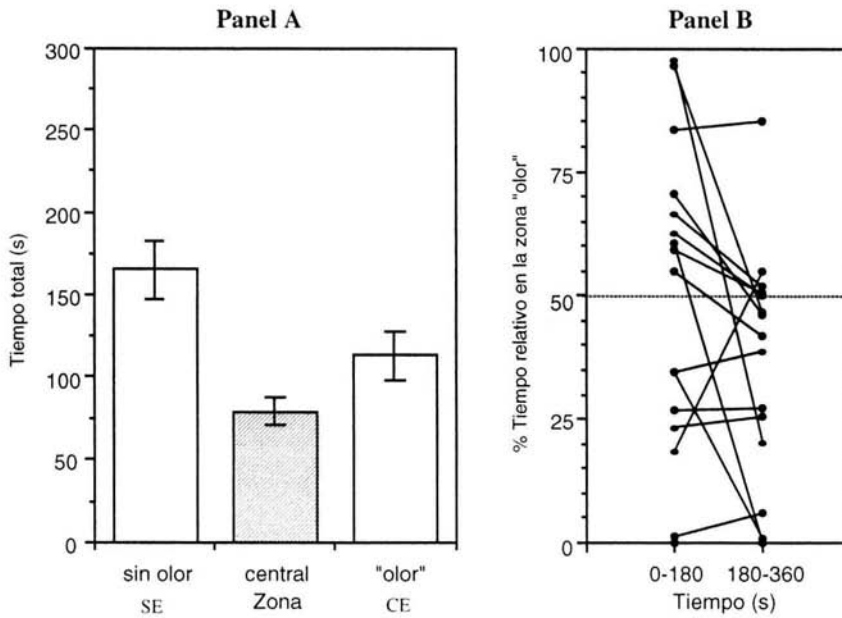 Panel A
Tiempo total (s)
300
250
200
150
100
50
0
sin olor
central
"olor"
SE
Zona
CE
Panel B
% Tiempo relativo en la zona "olor"
100
75
50
25
0
0-180
180-360
Tiempo (s)